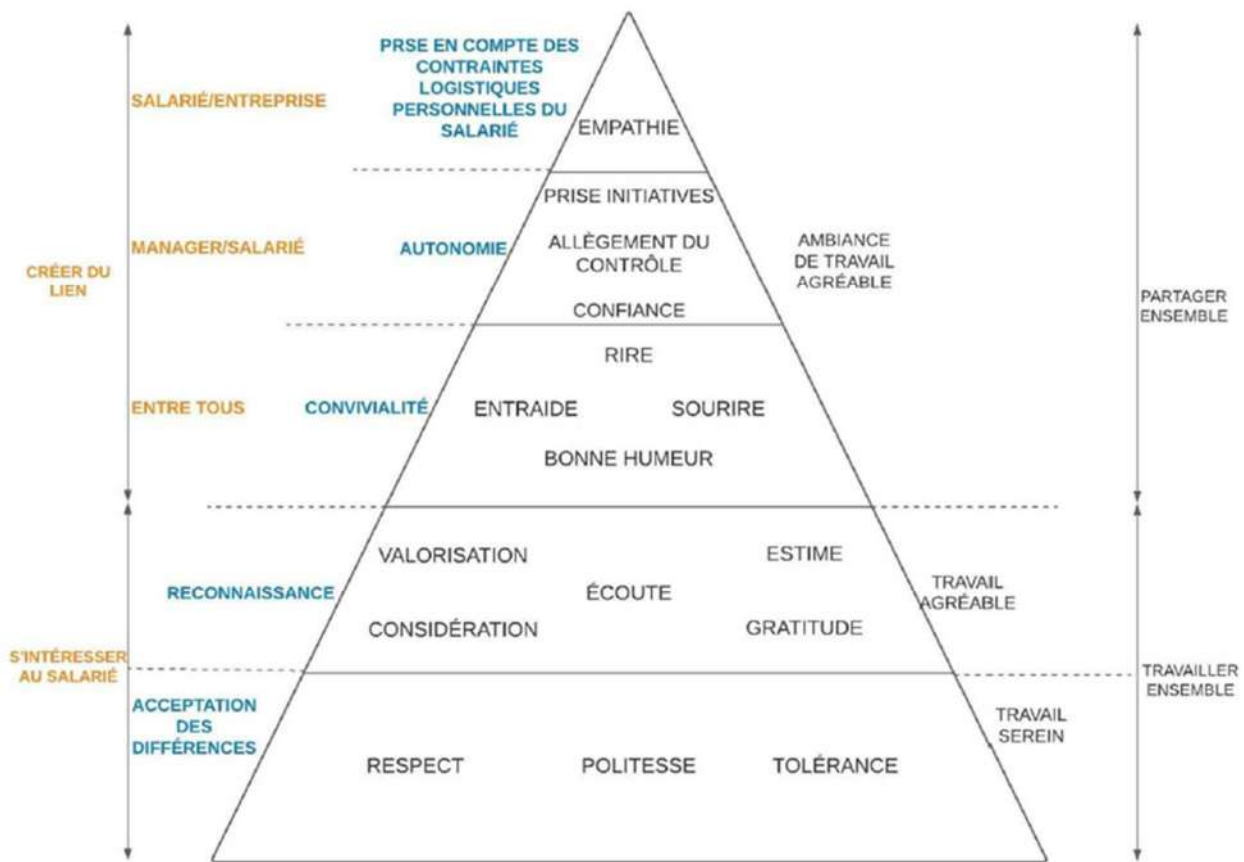 PRSE EN COMPTE DES
CONTRAINTES
LOGISTIQUES
PERSONNELLES DU
SALARIÉ
SALARIÉ/ENTREPRISE
EMPATHIE
PRISE INITIATIVES
MANAGER/SALARIÉ
AUTONOMIE
ALLÈGEMENT DU
CONTRÔLE
AMBIANCE
DE TRAVAIL
AGRÉABLE
CRÉER DU
LIEN
PARTAGER
ENSEMBLE
CONFIANCE
RIRE
ENTRE TOUS
CONVIVIALITÉ
ENTRAIDE
SOURIRE
BONNE HUMEUR
VALORISATION
ESTIME
RECONNAISSANCE
ÉCOUTE
TRAVAIL
AGRÉABLE
CONSIDÉRATION
GRATITUDE
S'INTÉRESSER
AU SALARIÉ
TRAVAILLER
ENSEMBLE
ACCEPTATION
DES
DIFFÉRENCES
TRAVAIL
SEREIN
RESPECT
POLITESSE
TOLÉRANCE